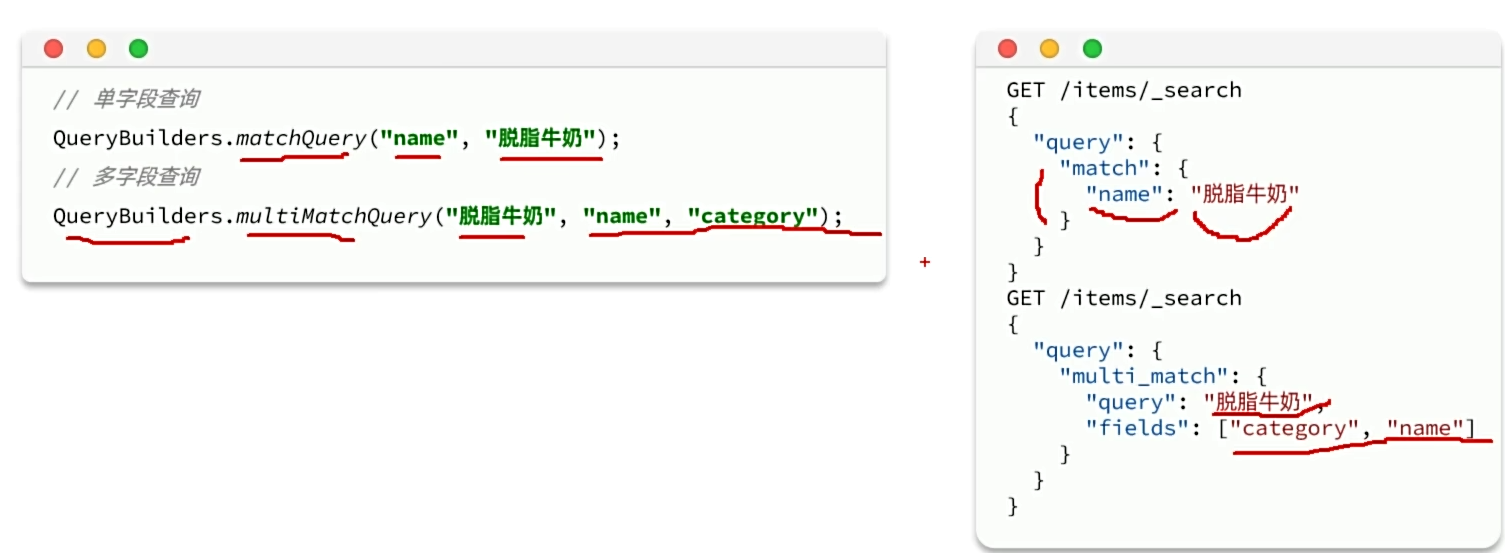 // 单字段查询
QueryBuilders.matchQuery("name", "脱脂牛奶");
// 多字段查询
QueryBuilders.multiMatchQuery("脱脂牛奶", "name", "category");
+
GET /items/_search
{
  "query": {
    "match": {
      "name": "脱脂牛奶"
    }
  }
}
GET /items/_search
{
  "query": {
    "multi_match": {
      "query": "脱脂牛奶",
      "fields": ["category", "name"]
    }
  }
}